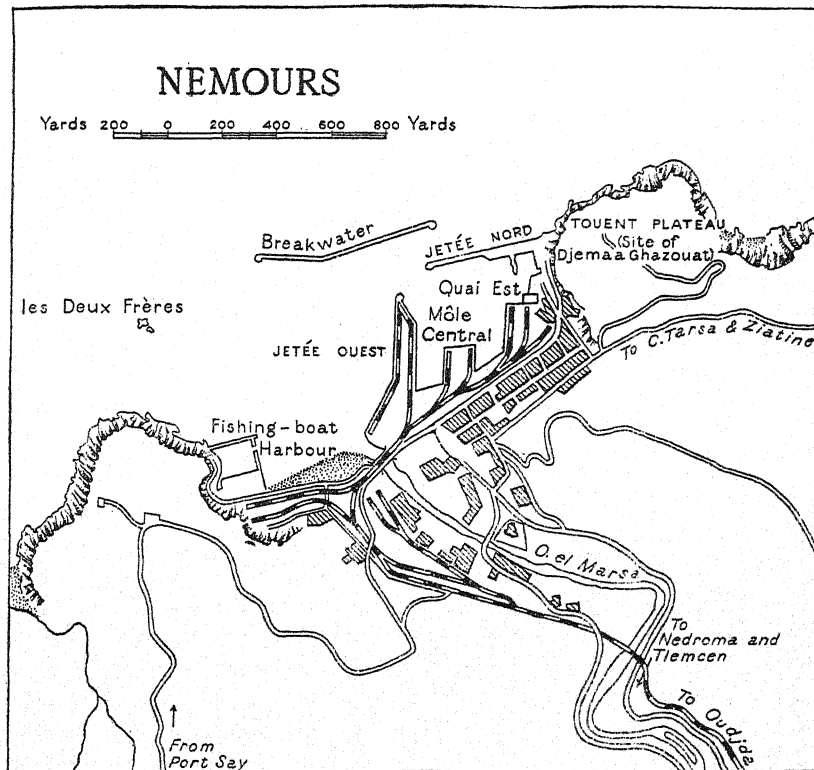 NEMOURS
Yards 200 0 200 400 600 800 Yards
Breakwater
JETÉE NORD
TOUENT PLATEAU
(Site of
Djemaa Ghazouat)
Quai Est
les Deux Frères
Môle
Central
JETÉE OUEST
To C. Tarsa & Ziatine
Fishing-boat
Harbour
O. el Marsa
To
Nedroma and
Tlemcen
To Oudjda
From
Port Say